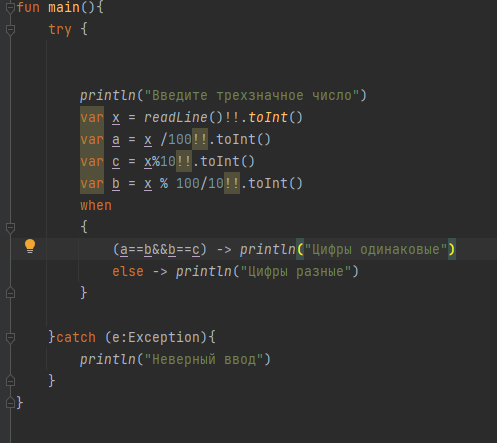 fun main(){
try {
println("Введите трехзначное число")
var x = readLine()!!.toInt()
var a = x /100!!.toInt()
var c = x%10!!.toInt()
var b = x % 100/10!!.toInt()
when
{
(a==b&&b==c) -> println("Цифры одинаковые")
else -> println("Цифры разные")
}
}catch (e:Exception){
println("Неверный ввод")
}
}